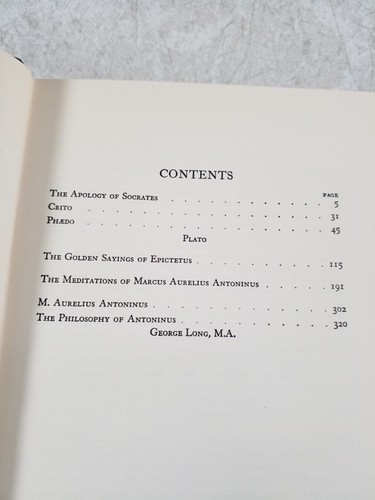 CONTENTS
PAGE
The Apology of Socrates . . . . . . . . . . . 5
Crito . . . . . . . . . . . . . . . . . 31
Phædo . . . . . . . . . . . . . . . . . 45
Plato
The Golden Sayings of Epictetus . . . . . . . . . 115
The Meditations of Marcus Aurelius Antoninus . . . . . 191
M. Aurelius Antoninus . . . . . . . . . . . . 302
The Philosophy of Antoninus . . . . . . . . . . 320
George Long, M.A.